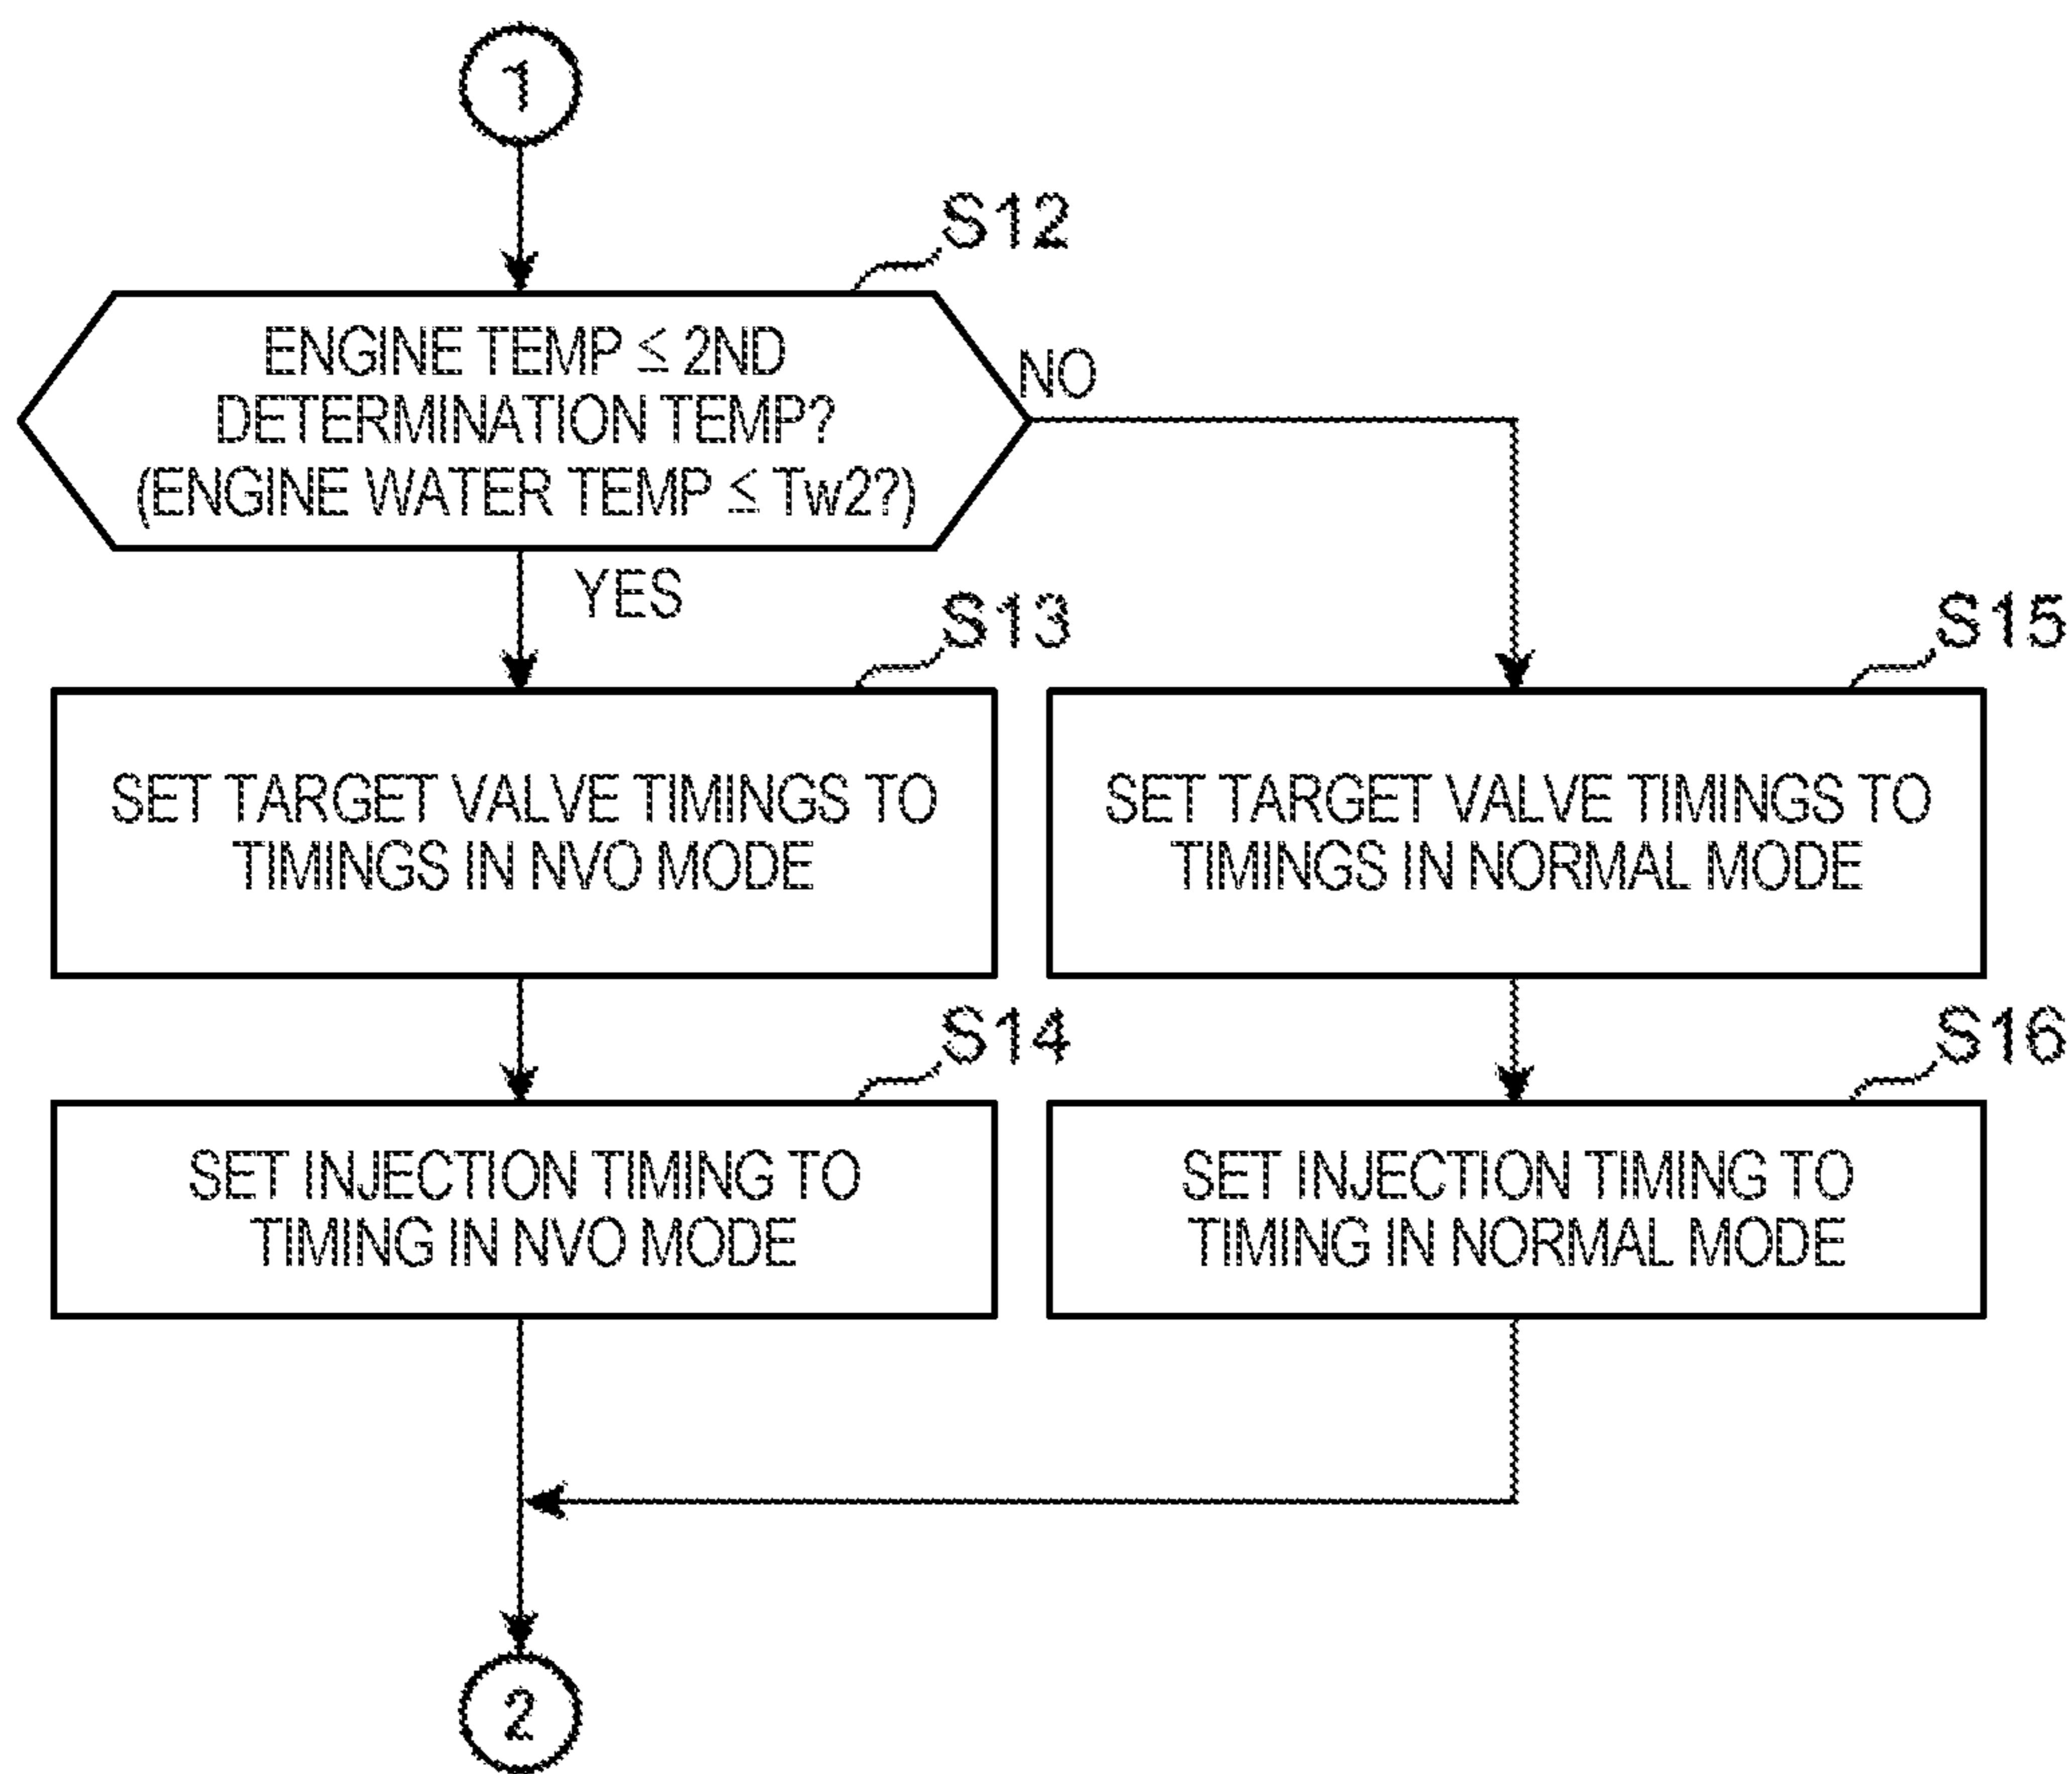 1
S12
ENGINE TEMP ≤ 2ND
DETERMINATION TEMP?
(ENGINE WATER TEMP ≤ Tw2?)
NO
YES
S13
SET TARGET VALVE TIMINGS TO
TIMINGS IN NVO MODE
S15
SET TARGET VALVE TIMINGS TO
TIMINGS IN NORMAL MODE
S14
SET INJECTION TIMING TO
TIMING IN NVO MODE
S16
SET INJECTION TIMING TO
TIMING IN NORMAL MODE
2